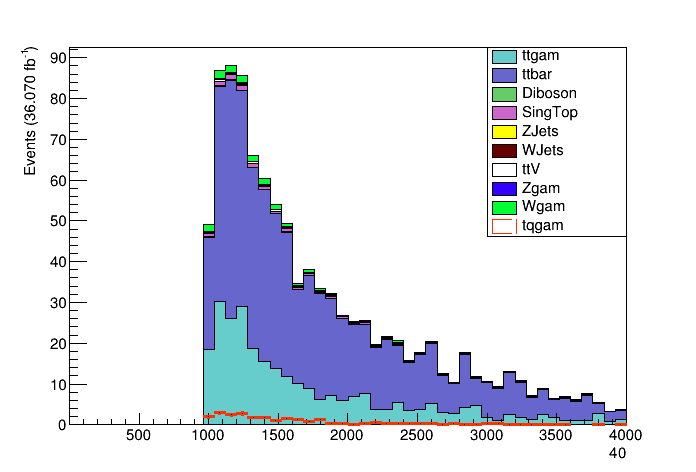 Events (36.070 fb⁻¹)
90
80
70
60
50
40
30
20
10
0
ttgam
ttbar
Diboson
SingTop
ZJets
WJets
ttV
Zgam
Wgam
tqgam
500 1000 1500 2000 2500 3000 3500 4000
40